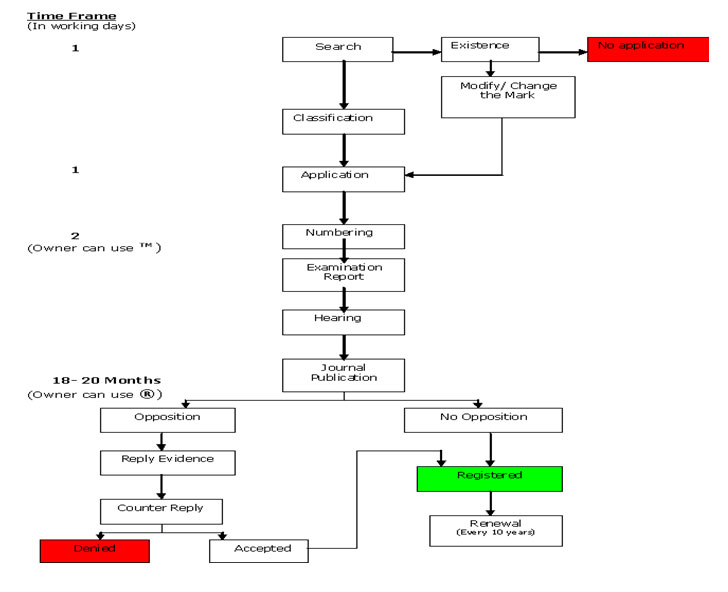 Time Frame
(In working days)
1
Search
Existence
No application
Modify/ Change
the Mark
Classification
1
Application
2
(Owner can use ™)
Numbering
Examination
Report
Hearing
Journal
Publication
18- 20 Months
(Owner can use ®)
Opposition
No Opposition
Reply Evidence
Registered
Counter Reply
Renewal
(Every 10 years)
Denied
Accepted